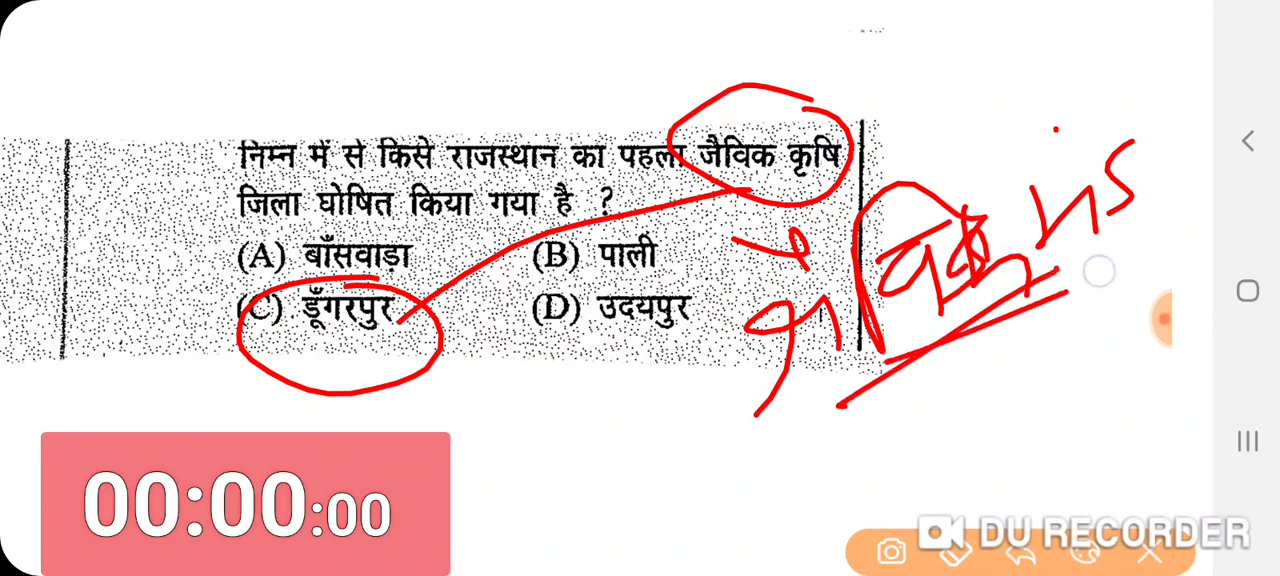 निम्न में से किसे राजस्थान का पहला जैविक कृषि
जिला घोषित किया गया है ?
(A) बाँसवाड़ा (B) पाली
(C) डूँगरपुर (D) उदयपुर
00:00:00
DU RECORDER